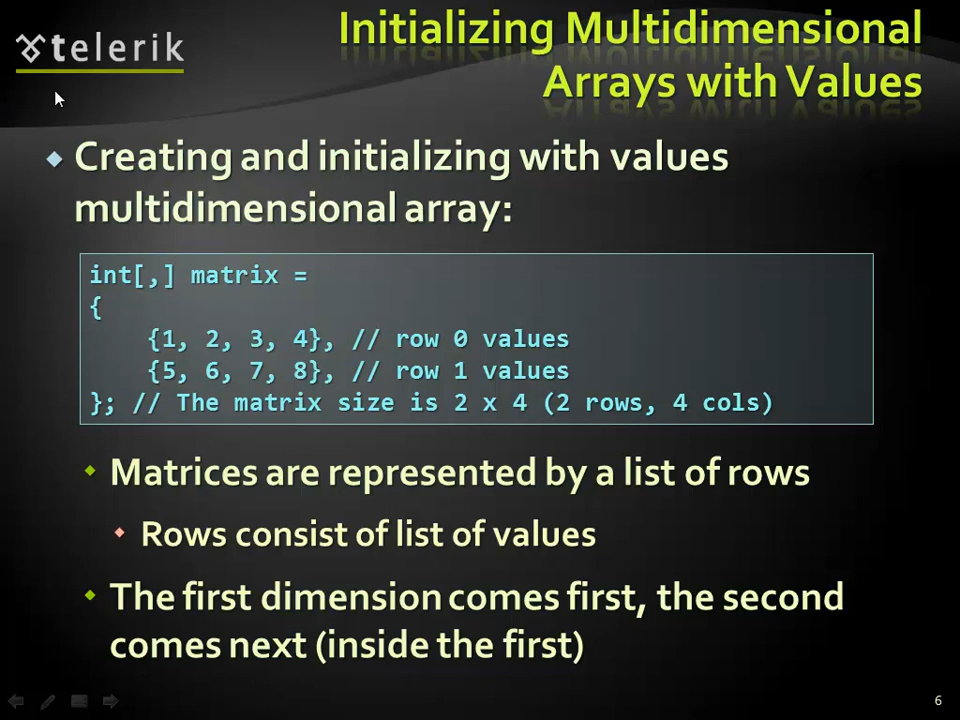 telerik
Initializing Multidimensional
Arrays with Values
Creating and initializing with values
multidimensional array:
int[,] matrix =
{
    {1, 2, 3, 4}, // row 0 values
    {5, 6, 7, 8}, // row 1 values
}; // The matrix size is 2 x 4 (2 rows, 4 cols)
Matrices are represented by a list of rows
Rows consist of list of values
The first dimension comes first, the second
comes next (inside the first)
6